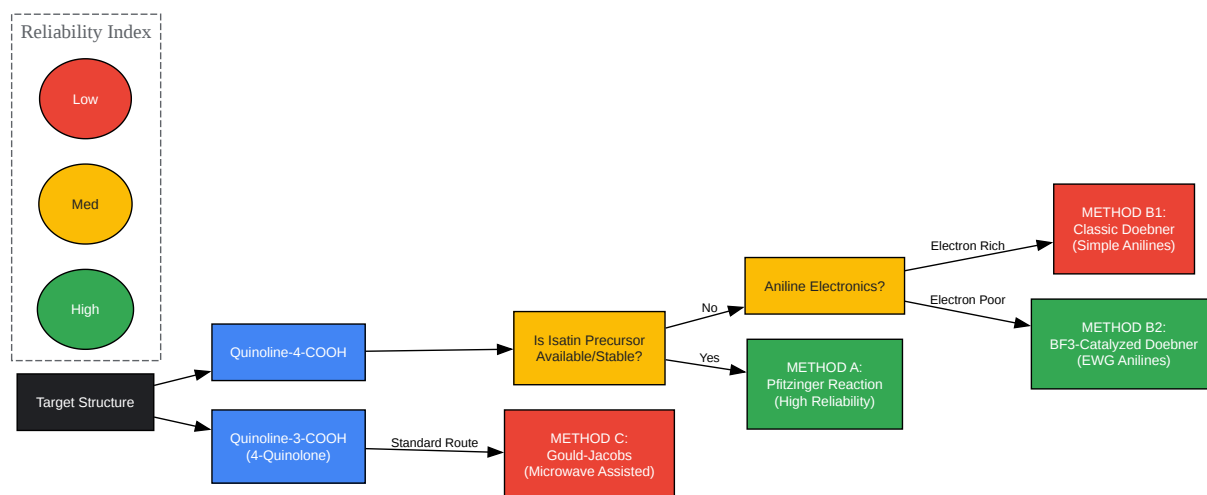 Reliability Index
Low
Med
High
Target Structure
Quinoline-4-COOH
Quinoline-3-COOH
(4-Quinolone)
Standard Route
METHOD C:
Gould-Jacobs
(Microwave Assisted)
Is Isatin Precursor
Available/Stable?
No
Yes
METHOD A:
Pfitzinger Reaction
(High Reliability)
Aniline Electronics?
Electron Rich
Electron Poor
METHOD B1:
Classic Doebner
(Simple Anilines)
METHOD B2:
BF3-Catalyzed Doebner
(EWG Anilines)